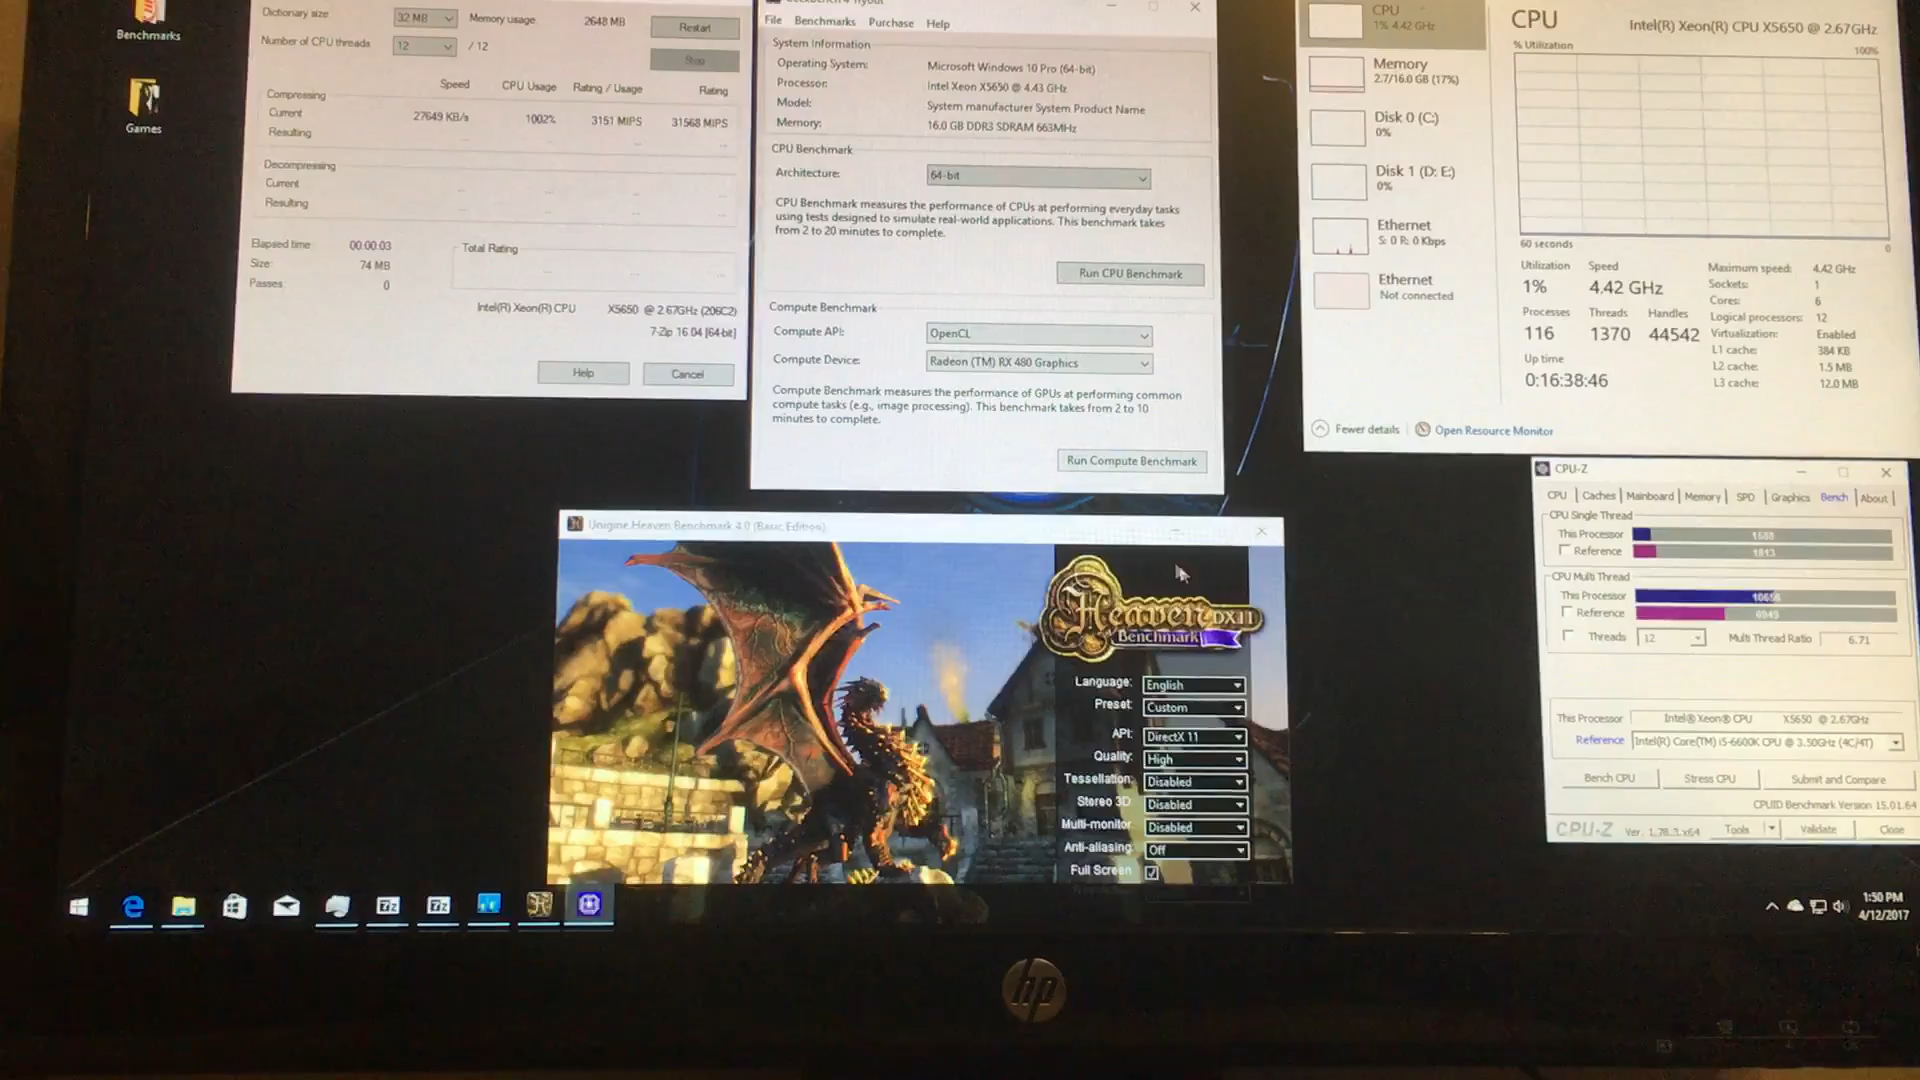 Benchmarks
Games
Dictionary size 32 MB Memory usage 2648 MB Restart
Number of CPU threads 12 / 12 Stop
Speed CPU Usage Rating / Usage Rating
Compressing
Current 27649 KB/s 1002% 3151 MIPS 31568 MIPS
Resulting
Decompressing
Current
Resulting
Elapsed time 00:00:03 Total Rating
Size: 74 MB
Passes: 0
Intel(R) Xeon(R) CPU X5650 @ 2.67GHz (206C2)
7-Zip 16.04 [64-bit]
Help Cancel
File Benchmarks Purchase Help
System Information
Operating System: Microsoft Windows 10 Pro (64-bit)
Processor: Intel Xeon X5650 @ 4.43 GHz
Model: System manufacturer System Product Name
Memory: 16.0 GB DDR3 SDRAM 663MHz
CPU Benchmark
Architecture: 64-bit
CPU Benchmark measures the performance of CPUs at performing everyday tasks
using tests designed to simulate real-world applications. This benchmark takes
from 2 to 20 minutes to complete.
Run CPU Benchmark
Compute Benchmark
Compute API: OpenCL
Compute Device: Radeon (TM) RX 480 Graphics
Compute Benchmark measures the performance of GPUs at performing common
compute tasks (e.g., image processing). This benchmark takes from 2 to 10
minutes to complete.
Run Compute Benchmark
CPU
1% 4.42 GHz
Memory
2.7/16.0 GB (17%)
Disk 0 (C:)
0%
Disk 1 (D: E:)
0%
Ethernet
S: 0 R: 0 Kbps
Ethernet
Not connected
CPU Intel(R) Xeon(R) CPU X5650 @ 2.67GHz
% Utilization 100%
60 seconds 0
Utilization Speed Maximum speed: 4.42 GHz
1% 4.42 GHz Sockets: 1
Cores: 6
Processes Threads Handles Logical processors: 12
116 1370 44542 Virtualization: Enabled
L1 cache: 384 KB
Up time L2 cache: 1.5 MB
0:16:38:46 L3 cache: 12.0 MB
Fewer details Open Resource Monitor
CPU-Z
CPU Caches Mainboard Memory SPD Graphics Bench About
CPU Single Thread
This Processor 1588
Reference 1813
CPU Multi Thread
This Processor
Reference 6949
Threads 12 Multi Thread Ratio 6.71
This Processor Intel® Xeon® CPU X5650 @ 2.67GHz
Reference Intel(R) Core(TM) i5-6600K CPU @ 3.50GHz (4C/4T)
Bench CPU Stress CPU Submit and Compare
CPUID Benchmark Version 15.01.64
CPU-Z Ver. 1.78.3.x64 Tools Validate Close
Unigine Heaven Benchmark 4.0 (Basic Edition)
Heaven DX11
Benchmark
Language: English
Preset: Custom
API: DirectX 11
Quality: High
Tessellation: Disabled
Stereo 3D: Disabled
Multi-monitor: Disabled
Anti-aliasing: Off
Full Screen
7z 7z
1:50 PM
4/12/2017
hp